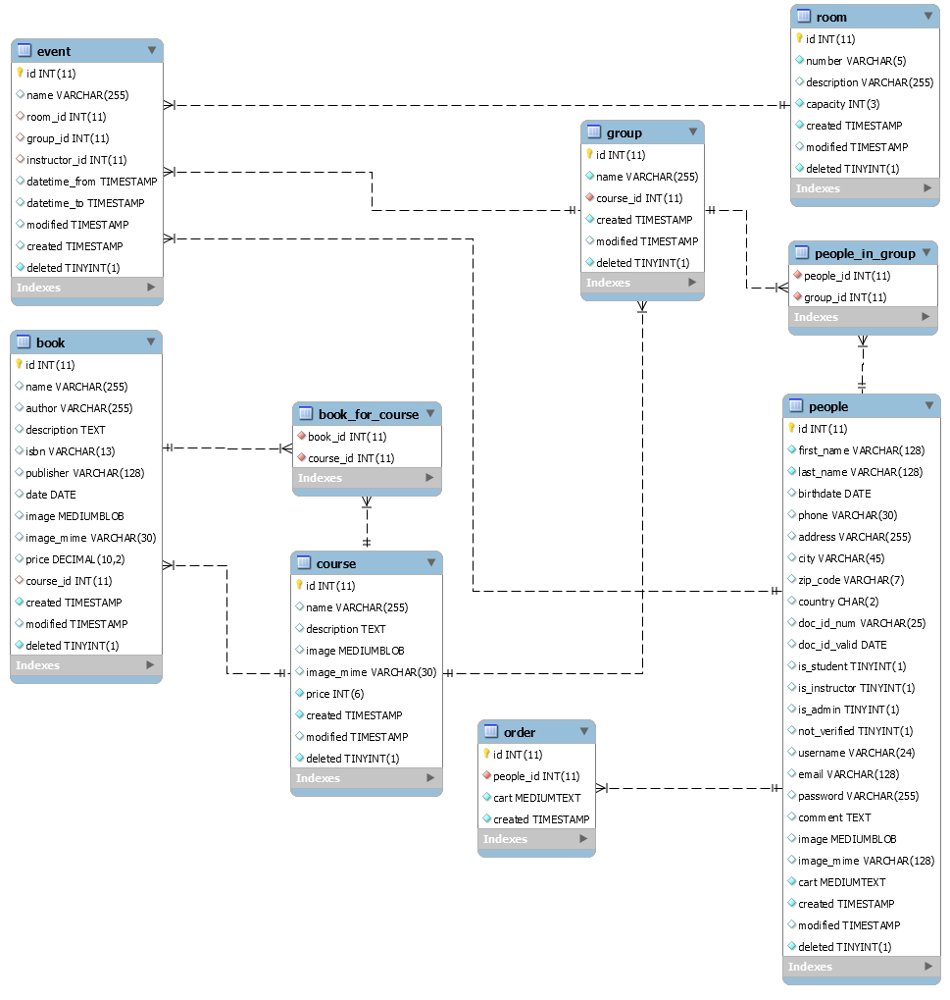 event
id INT(11)
name VARCHAR(255)
room_id INT(11)
group_id INT(11)
instructor_id INT(11)
datetime_from TIMESTAMP
datetime_to TIMESTAMP
modified TIMESTAMP
created TIMESTAMP
deleted TINYINT(1)
Indexes
room
id INT(11)
number VARCHAR(5)
description VARCHAR(255)
capacity INT(3)
created TIMESTAMP
modified TIMESTAMP
deleted TINYINT(1)
Indexes
group
id INT(11)
name VARCHAR(255)
course_id INT(11)
created TIMESTAMP
modified TIMESTAMP
deleted TINYINT(1)
Indexes
people_in_group
people_id INT(11)
group_id INT(11)
Indexes
book
id INT(11)
name VARCHAR(255)
author VARCHAR(255)
description TEXT
isbn VARCHAR(13)
publisher VARCHAR(128)
date DATE
image MEDIUMBLOB
image_mime VARCHAR(30)
price DECIMAL(10,2)
course_id INT(11)
created TIMESTAMP
modified TIMESTAMP
deleted TINYINT(1)
Indexes
book_for_course
book_id INT(11)
course_id INT(11)
Indexes
course
id INT(11)
name VARCHAR(255)
description TEXT
image MEDIUMBLOB
image_mime VARCHAR(30)
price INT(6)
created TIMESTAMP
modified TIMESTAMP
deleted TINYINT(1)
Indexes
people
id INT(11)
first_name VARCHAR(128)
last_name VARCHAR(128)
birthdate DATE
phone VARCHAR(30)
address VARCHAR(255)
city VARCHAR(45)
zip_code VARCHAR(7)
country CHAR(2)
doc_id_num VARCHAR(25)
doc_id_valid DATE
is_student TINYINT(1)
is_instructor TINYINT(1)
is_admin TINYINT(1)
not_verified TINYINT(1)
username VARCHAR(24)
email VARCHAR(128)
password VARCHAR(255)
comment TEXT
image MEDIUMBLOB
image_mime VARCHAR(128)
cart MEDIUMTEXT
created TIMESTAMP
modified TIMESTAMP
deleted TINYINT(1)
Indexes
order
id INT(11)
people_id INT(11)
cart MEDIUMTEXT
created TIMESTAMP
Indexes